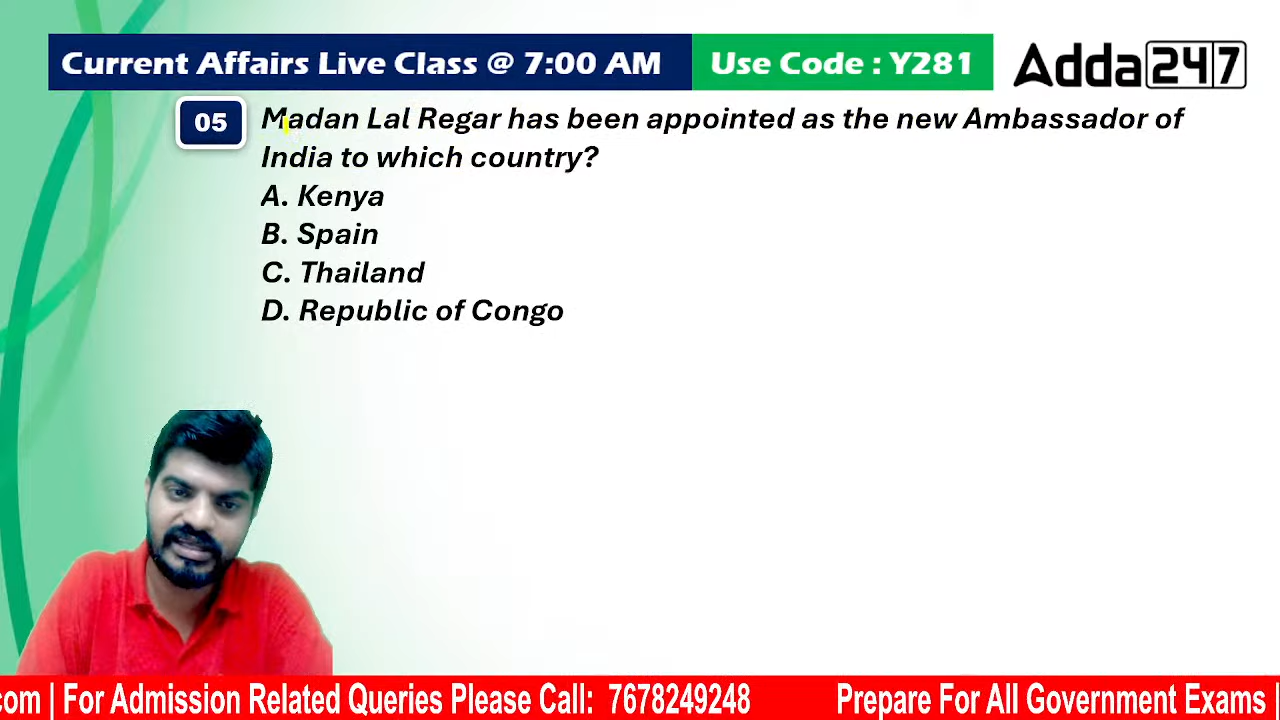 Current Affairs Live Class @ 7:00 AM
Use Code : Y281
Adda247
05
Madan Lal Regar has been appointed as the new Ambassador of
India to which country?
A. Kenya
B. Spain
C. Thailand
D. Republic of Congo
com | For Admission Related Queries Please Call: 7678249248 Prepare For All Government Exams |